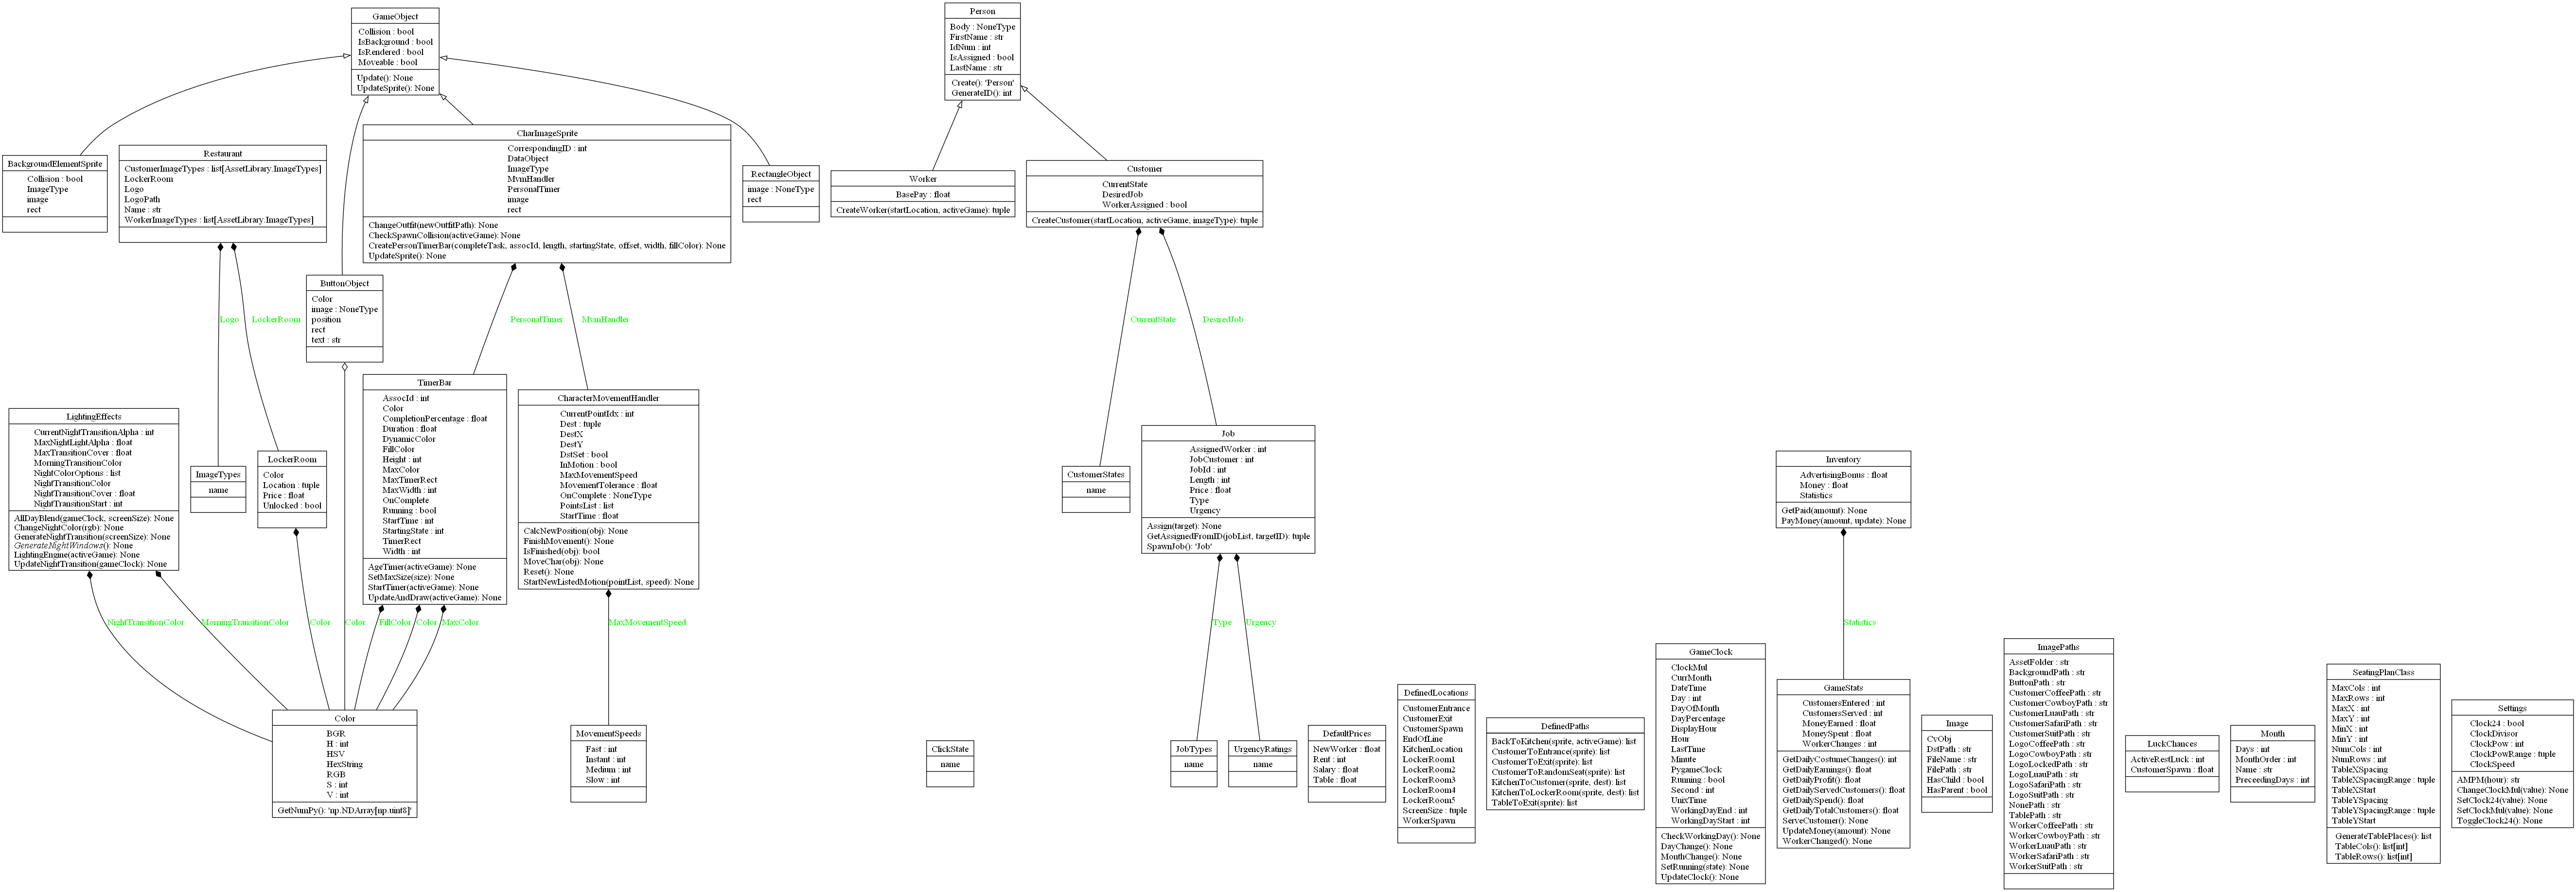 GameObject
Collision : bool
IsBackground : bool
IsRendered : bool
Moveable : bool
Update(): None
UpdateSprite(): None
Person
Body : NoneType
FirstName : str
IdNum : int
IsAssigned : bool
LastName : str
Create(): 'Person'
GenerateID(): int
BackgroundElementSprite
Collision : bool
ImageType
image
rect
Restaurant
CustomerImageTypes : list[AssetLibrary.ImageTypes]
LockerRoom
Logo
LogoPath
Name : str
WorkerImageTypes : list[AssetLibrary.ImageTypes]
CharImageSprite
CorrespondingID : int
DataObject
ImageType
MvmHandler
PersonalTimer
image
rect
ChangeOutfit(newOutfitPath): None
CheckSpawnCollision(activeGame): None
CreatePersonTimerBar(completeTask, assocId, length, startingState, offset, width, fillColor): None
UpdateSprite(): None
RectangleObject
image : NoneType
rect
Worker
BasePay : float
CreateWorker(startLocation, activeGame): tuple
Customer
CurrentState
DesiredJob
WorkerAssigned : bool
CreateCustomer(startLocation, activeGame, imageType): tuple
ButtonObject
Color
image : NoneType
position
rect
text : str
Logo
LockerRoom
PersonalTimer
MvmHandler
CurrentState
DesiredJob
LightingEffects
CurrentNightTransitionAlpha : int
MaxNightLightAlpha : float
MaxTransitionCover : float
MorningTransitionColor
NightColorOptions : list
NightTransitionColor
NightTransitionCover : float
NightTransitionStart : int
AllDayBlend(gameClock, screenSize): None
ChangeNightColor(rgb): None
GenerateNightTransition(screenSize): None
GenerateNightWindows(): None
LightingEngine(activeGame): None
UpdateNightTransition(gameClock): None
ImageTypes
name
LockerRoom
Color
Location : tuple
Price : float
Unlocked : bool
TimerBar
AssocId : int
Color
CompletionPercentage : float
Duration : float
DynamicColor
FillColor
Height : int
MaxColor
MaxTimerRect
MaxWidth : int
OnComplete
Running : bool
StartTime : int
StartingState : int
TimerRect
Width : int
AgeTimer(activeGame): None
SetMaxSize(size): None
StartTimer(activeGame): None
UpdateAndDraw(activeGame): None
CharacterMovementHandler
CurrentPointIdx : int
Dest : tuple
DestX
DestY
DstSet : bool
InMotion : bool
MaxMovementSpeed
MovementTolerance : float
OnComplete : NoneType
PointsList : list
StartTime : float
CalcNewPosition(obj): None
FinishMovement(): None
IsFinished(obj): bool
MoveChar(obj): None
Reset(): None
StartNewListedMotion(pointList, speed): None
CustomerStates
name
Job
AssignedWorker : int
JobCustomer : int
JobId : int
Length : int
Price : float
Type
Urgency
Assign(target): None
GetAssignedFromID(jobList, targetID): tuple
SpawnJob(): 'Job'
Inventory
AdvertisingBonus : float
Money : float
Statistics
GetPaid(amount): None
PayMoney(amount, update): None
NightTransitionColor
MorningTransitionColor
Color
Color
FillColor
Color
MaxColor
MaxMovementSpeed
Type
Urgency
Statistics
Color
BGR
H : int
HSV
HexString
RGB
S : int
V : int
GetNumPy(): 'np.NDArray[np.uint8]'
MovementSpeeds
Fast : int
Instant : int
Medium : int
Slow : int
ClickState
name
JobTypes
name
UrgencyRatings
name
DefaultPrices
NewWorker : float
Rent : int
Salary : float
Table : float
DefinedLocations
CustomerEntrance
CustomerExit
CustomerSpawn
EndOfLine
KitchenLocation
LockerRoom1
LockerRoom2
LockerRoom3
LockerRoom4
LockerRoom5
ScreenSize : tuple
WorkerSpawn
DefinedPaths
BackToKitchen(sprite, activeGame): list
CustomerToEntrance(sprite): list
CustomerToExit(sprite): list
CustomerToRandomSeat(sprite): list
KitchenToCustomer(sprite, dest): list
KitchenToLockerRoom(sprite, dest): list
TableToExit(sprite): list
GameClock
ClockMul
CurrMonth
DateTime
Day : int
DayOfMonth
DayPercentage
DisplayHour
Hour
LastTime
Minute
PygameClock
Running : bool
Second : int
UnixTime
WorkingDayEnd : int
WorkingDayStart : int
CheckWorkingDay(): None
DayChange(): None
MonthChange(): None
SetRunning(state): None
UpdateClock(): None
GameStats
CustomersEntered : int
CustomersServed : int
MoneyEarned : float
MoneySpent : float
WorkerChanges : int
GetDailyCostumeChanges(): int
GetDailyEarnings(): float
GetDailyProfit(): float
GetDailyServedCustomers(): float
GetDailySpend(): float
GetDailyTotalCustomers(): float
ServeCustomer(): None
UpdateMoney(amount): None
WorkerChanged(): None
Image
CvObj
DstPath : str
FileName : str
FilePath : str
HasChild : bool
HasParent : bool
ImagePaths
AssetFolder : str
BackgroundPath : str
ButtonPath : str
CustomerCoffeePath : str
CustomerCowboyPath : str
CustomerLuauPath : str
CustomerSafariPath : str
CustomerSuitPath : str
LogoCoffeePath : str
LogoCowboyPath : str
LogoLockedPath : str
LogoLuauPath : str
LogoSafariPath : str
LogoSuitPath : str
NonePath : str
TablePath : str
WorkerCoffeePath : str
WorkerCowboyPath : str
WorkerLuauPath : str
WorkerSafariPath : str
WorkerSuitPath : str
LuckChances
ActiveRestLuck : int
CustomerSpawn : float
Month
Days : int
MonthOrder : int
Name : str
PreceedingDays : int
SeatingPlanClass
MaxCols : int
MaxRows : int
MaxX : int
MaxY : int
MinX : int
MinY : int
NumCols : int
NumRows : int
TableXSpacing
TableXSpacingRange : tuple
TableXStart
TableYSpacing
TableYSpacingRange : tuple
TableYStart
GenerateTablePlaces(): list
TableCols(): list[int]
TableRows(): list[int]
Settings
Clock24 : bool
ClockDivisor
ClockPow : int
ClockPowRange : tuple
ClockSpeed
AMPM(hour): str
ChangeClockMul(value): None
SetClock24(value): None
SetClockMul(value): None
ToggleClock24(): None